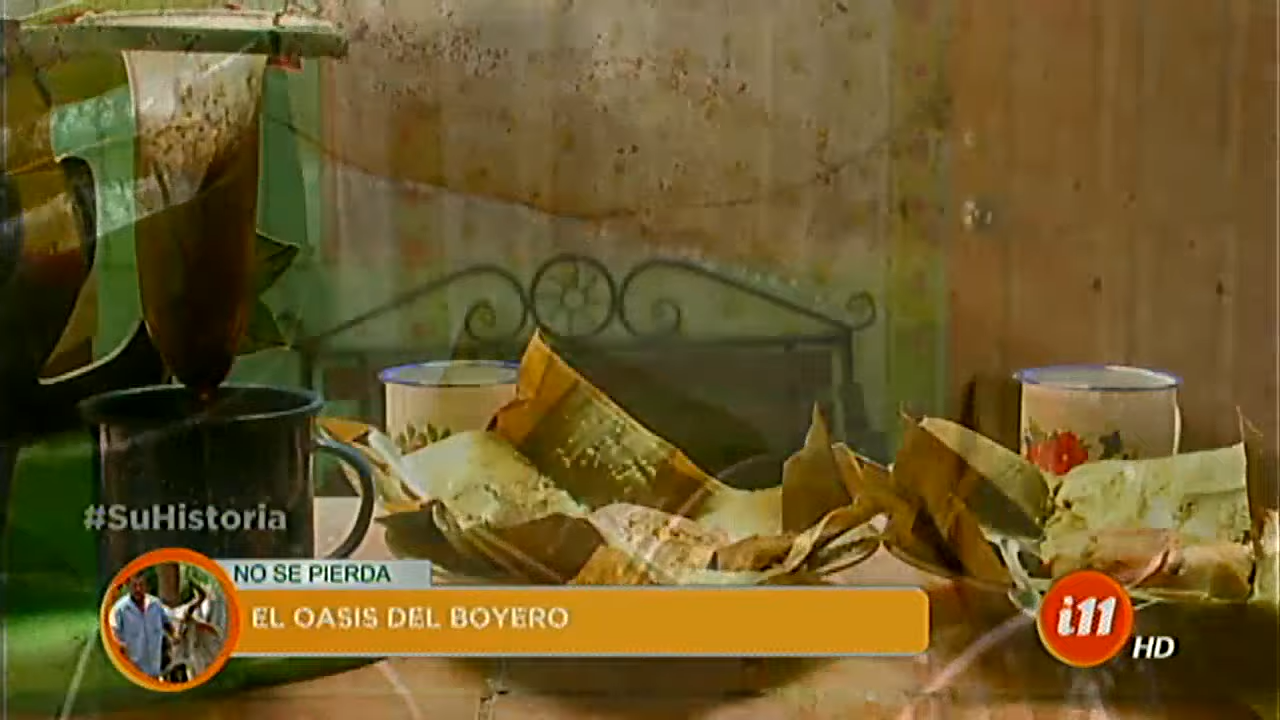 #SuHistoria
NO SE PIERDA
EL OASIS DEL BOYERO
i11
HD